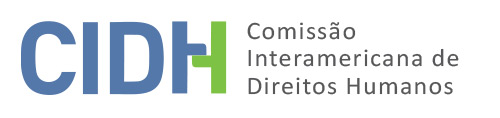 CIDH
Comissão
Interamericana de
Direitos Humanos